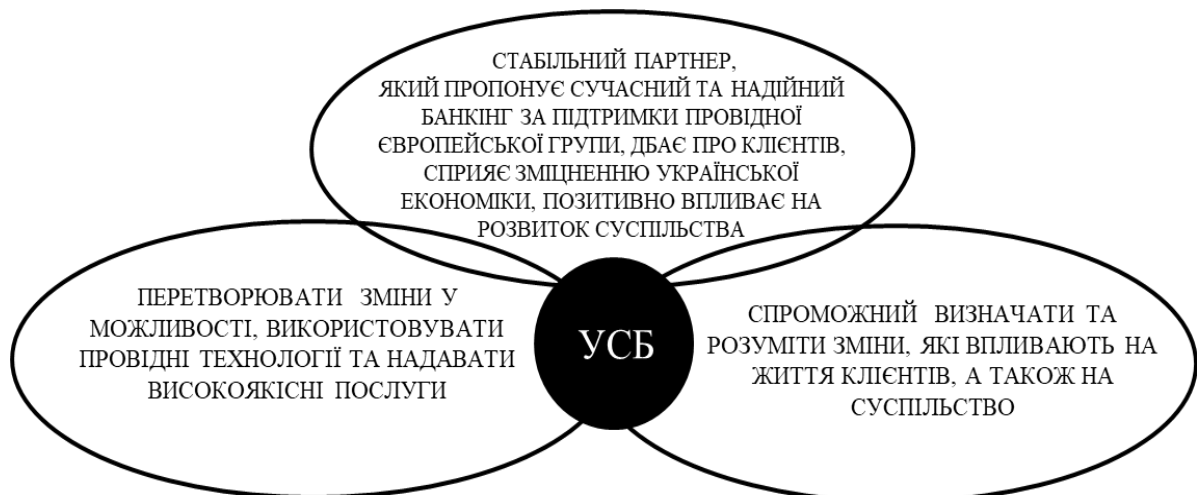 СТАБІЛЬНИЙ ПАРТНЕР,
ЯКИЙ ПРОПОНУЄ СУЧАСНИЙ ТА НАДІЙНИЙ
БАНКІНГ ЗА ПІДТРИМКИ ПРОВІДНОЇ
ЄВРОПЕЙСЬКОЇ ГРУПИ, ДБАЄ ПРО КЛІЄНТІВ,
СПРИЯЄ ЗМІЦНЕННЮ УКРАЇНСЬКОЇ
ЕКОНОМІКИ, ПОЗИТИВНО ВПЛИВАЄ НА
РОЗВИТОК СУСПІЛЬСТВА
ПЕРЕТВОРЮВАТИ ЗМІНИ У
МОЖЛИВОСТІ, ВИКОРИСТОВУВАТИ
ПРОВІДНІ ТЕХНОЛОГІЇ ТА НАДАВАТИ
ВИСОКОЯКІСНІ ПОСЛУГИ
УСБ
СПРОМОЖНИЙ ВИЗНАЧАТИ ТА
РОЗУМІТИ ЗМІНИ, ЯКІ ВПЛИВАЮТЬ НА
ЖИТТЯ КЛІЄНТІВ, А ТАКОЖ НА
СУСПІЛЬСТВО